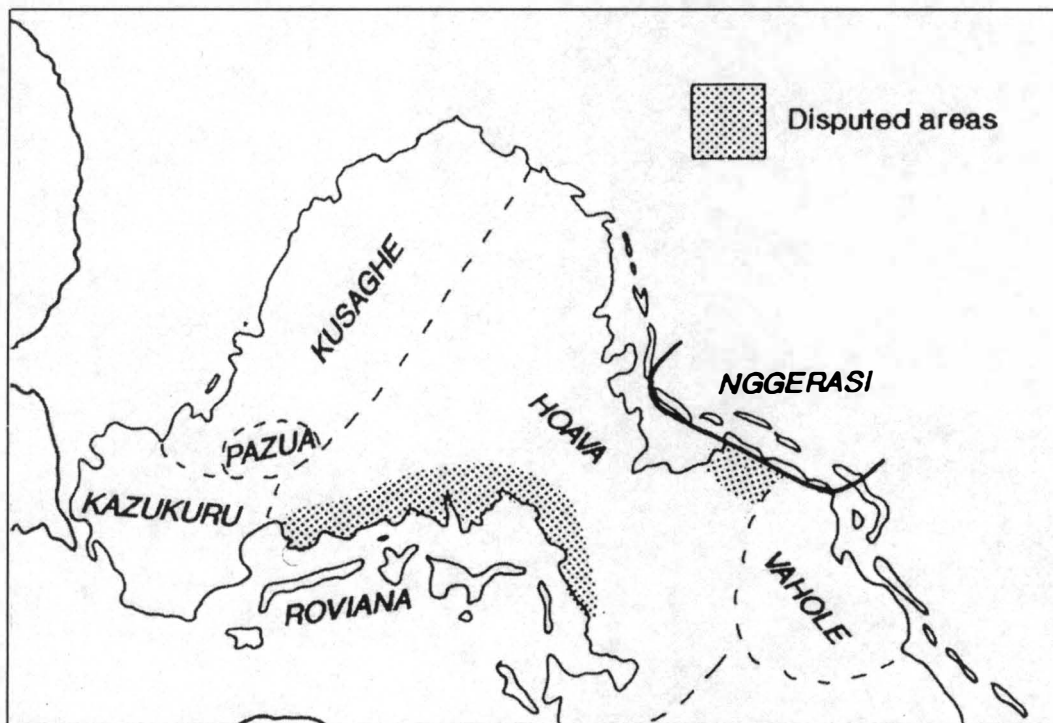 Disputed areas
KUSAGHE
NGGERASI
HOAVA
PAZUA
KAZUKURU
VAHOLE
ROVIANA